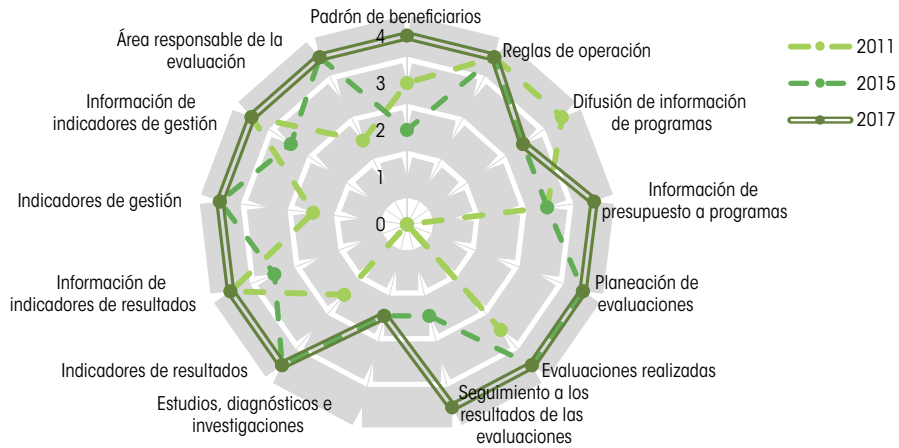 Padrón de beneficiarios
Reglas de operación
Difusión de información
de programas
Información de
presupuesto a programas
Planeación de
evaluaciones
Evaluaciones realizadas
Seguimiento a los
resultados de las
evaluaciones
Estudios, diagnósticos e
investigaciones
Indicadores de resultados
Información de
indicadores de resultados
Indicadores de gestión
Información de
indicadores de gestión
Área responsable de la
evaluación
4
3
2
1
0
2011
2015
2017